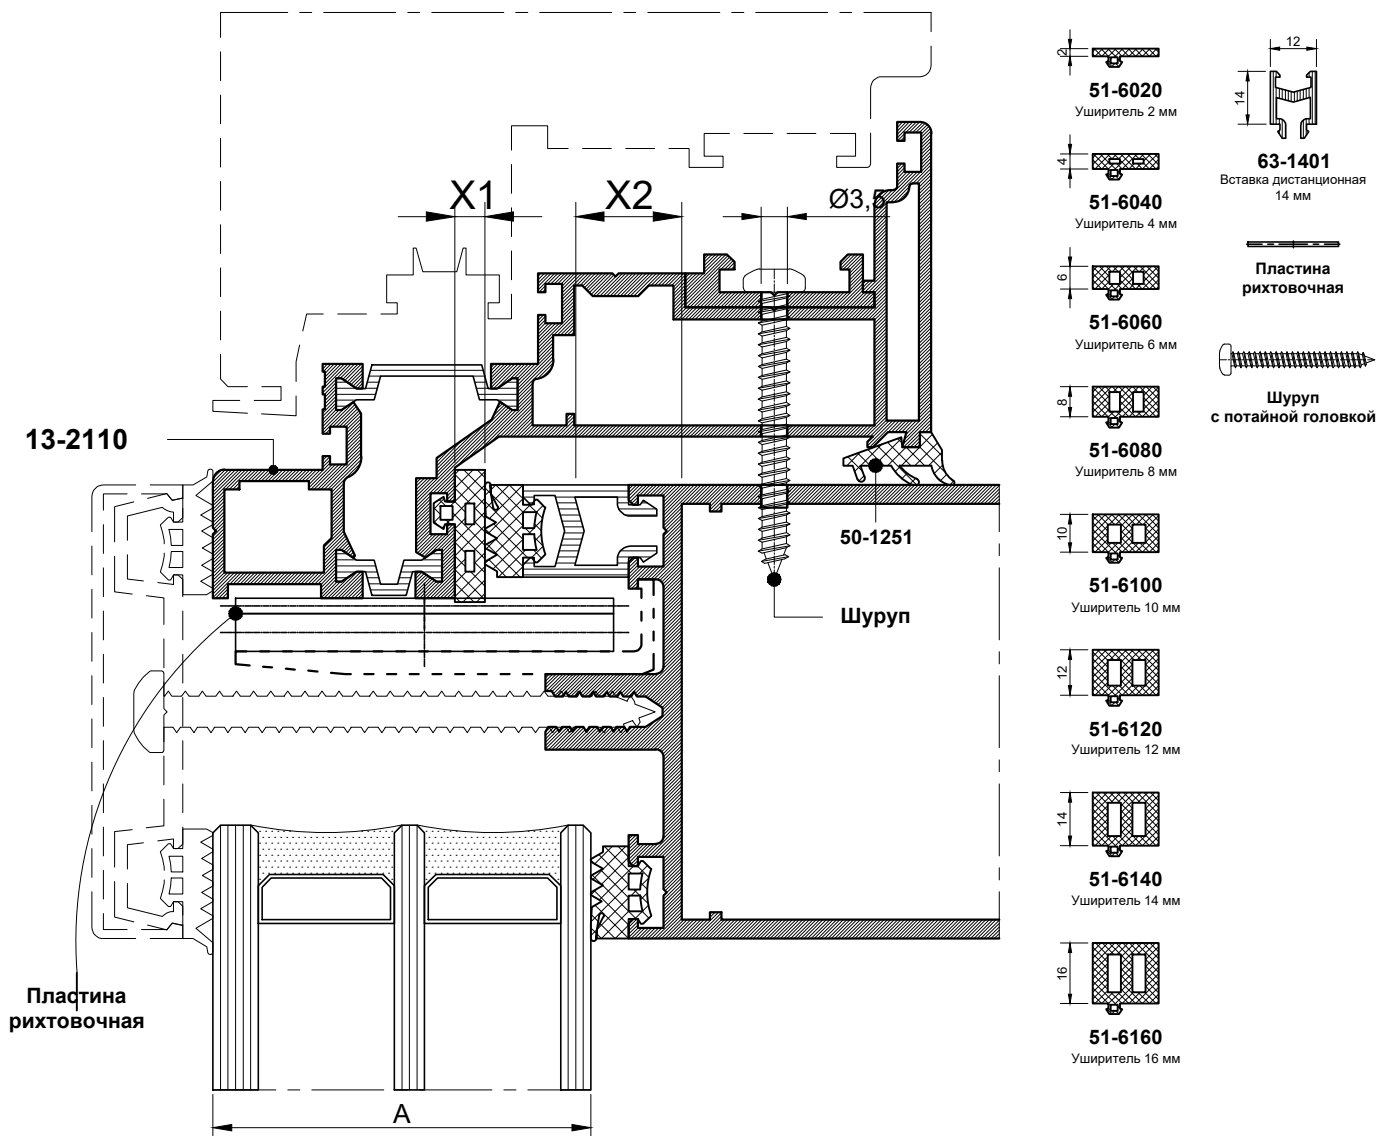 X1
X2
Ø3,5
13-2110
50-1251
Шуруп
Пластина
рихтовочная
A
2
51-6020
Уширитель 2 мм
4
51-6040
Уширитель 4 мм
6
51-6060
Уширитель 6 мм
8
51-6080
Уширитель 8 мм
10
51-6100
Уширитель 10 мм
12
51-6120
Уширитель 12 мм
14
51-6140
Уширитель 14 мм
16
51-6160
Уширитель 16 мм
12
14
63-1401
Вставка дистанционная
14 мм
Пластина
рихтовочная
Шуруп
с потайной головкой